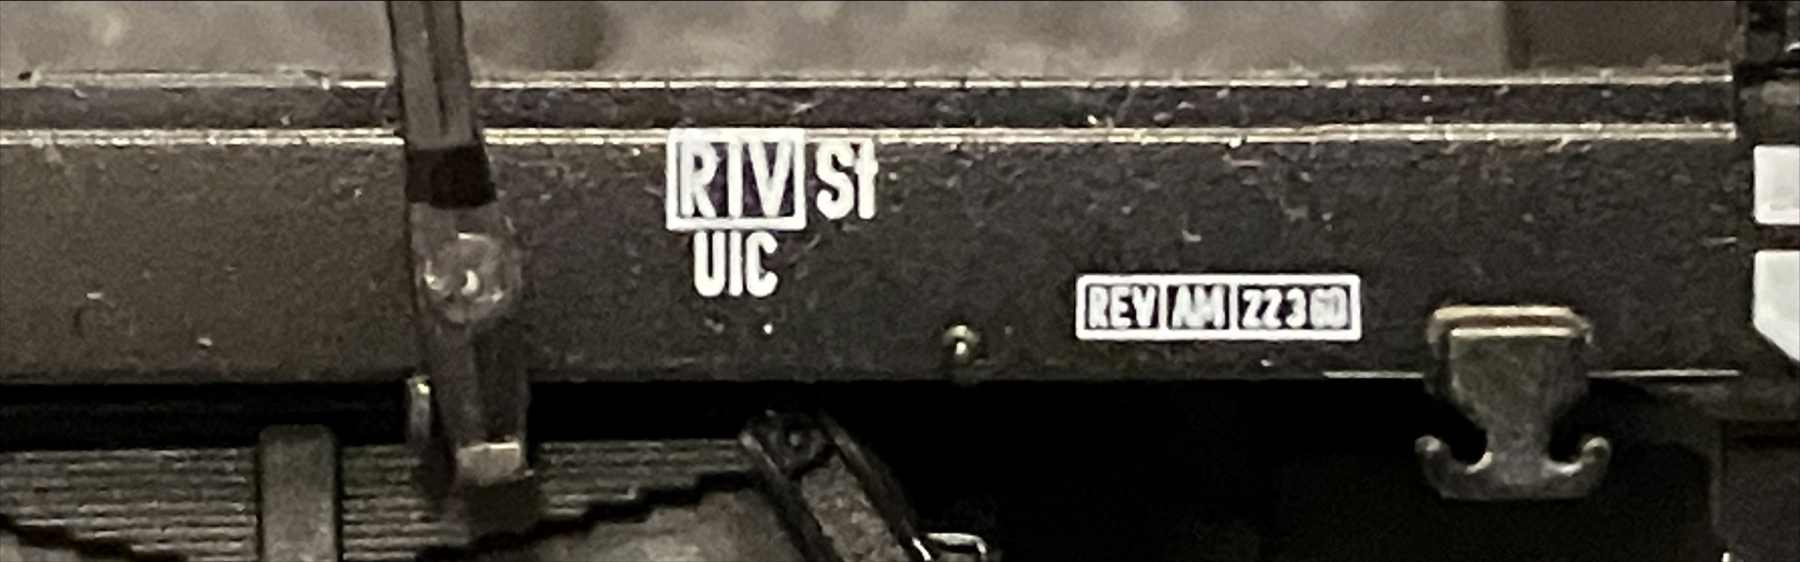 RIV St
UIC
REV AM 22 3 60